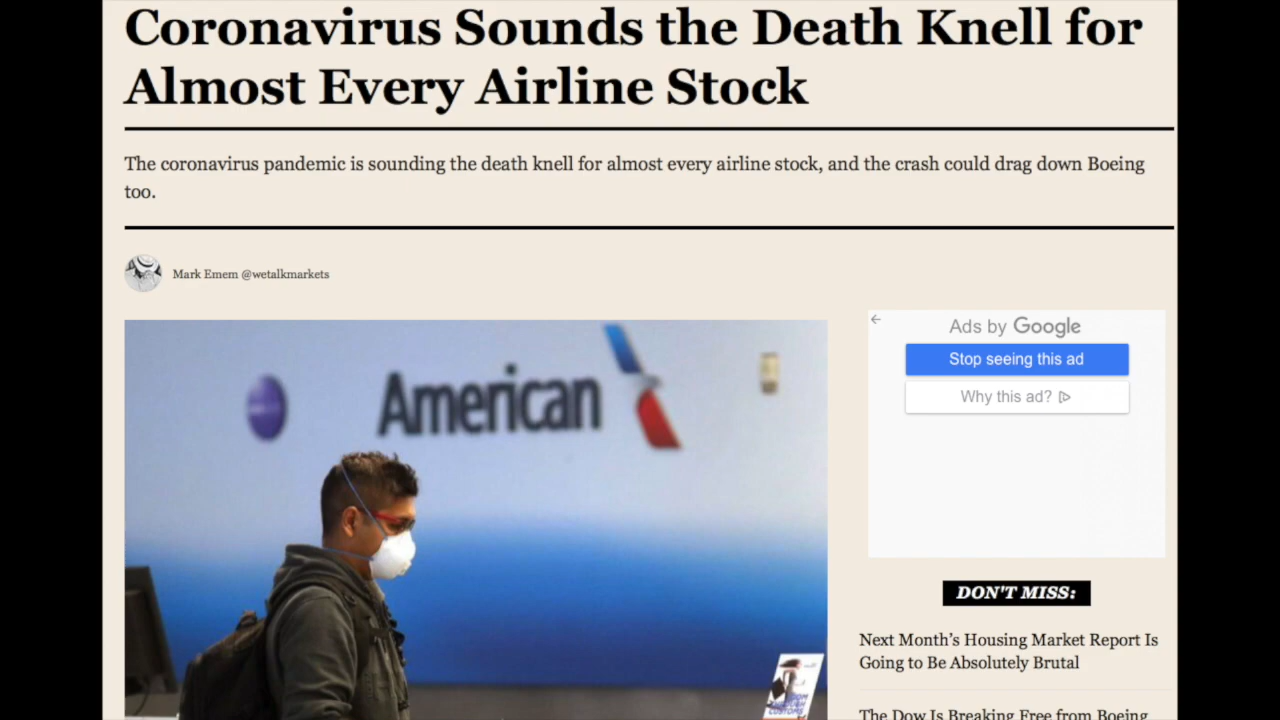 Coronavirus Sounds the Death Knell for
Almost Every Airline Stock
The coronavirus pandemic is sounding the death knell for almost every airline stock, and the crash could drag down Boeing
too.
Mark Emem @wetalkmarkets
American
Ads by Google
Stop seeing this ad
Why this ad?
DON'T MISS:
Next Month's Housing Market Report Is
Going to Be Absolutely Brutal
The Dow Is Breaking Free from Boeing
CUSTOMS